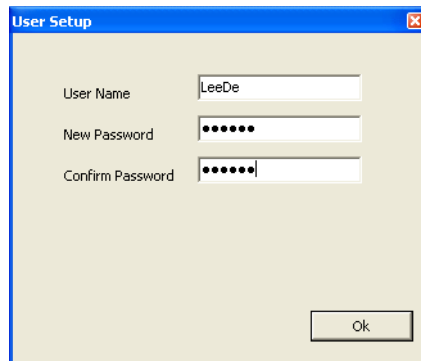 User Setup
User Name LeeDe
New Password ●●●●●●
Confirm Password ●●●●●●
Ok